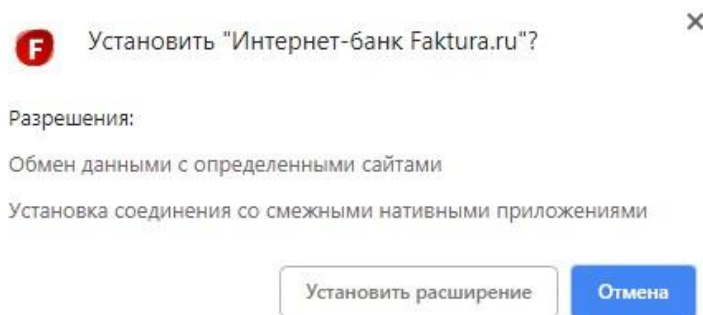 F
Установить "Интернет-банк Faktura.ru"?
Разрешения:
Обмен данными с определенными сайтами
Установка соединения со смежными нативными приложениями
Установить расширение
Отмена